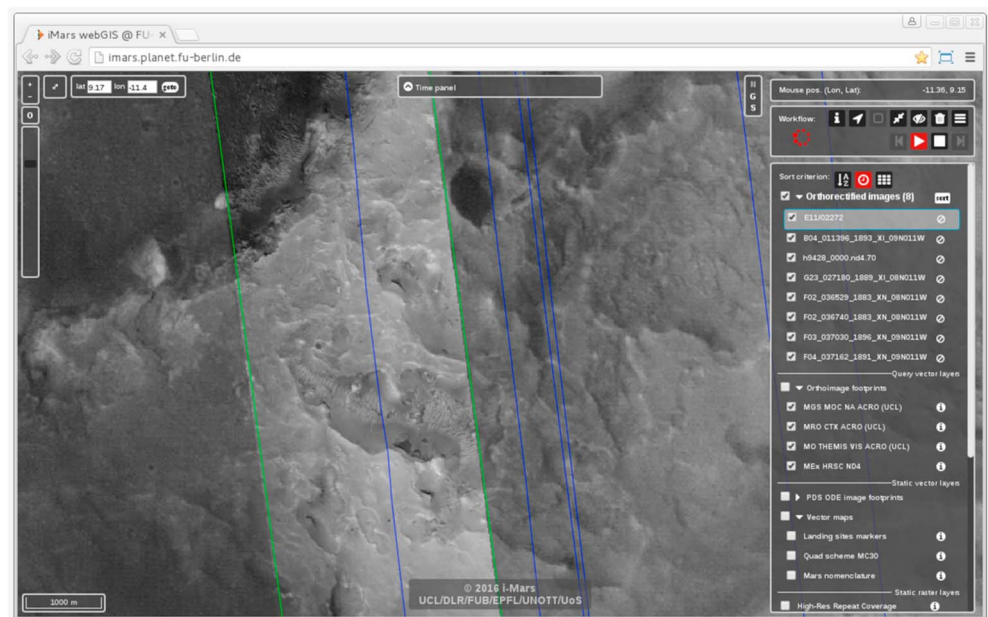 iMars webGIS @ FU
imars.planet.fu-berlin.de
+
-
0
lat 9.17 lon -11.4 goto
Time panel
N
G
S
Mouse pos. (Lon, Lat): -11.36, 9.15
Workflow:
Sort criterion:
Orthorectified images (8) sort
E11/02272
B04_011396_1893_XI_09N011W
h9428_0000.nd4.70
G23_027180_1889_XI_08N011W
F02_036529_1883_XN_08N011W
F02_036740_1883_XN_08N011W
F03_037030_1896_XN_09N011W
F04_037162_1891_XN_09N011W
Query vector layers
Orthoimage footprints
MGS MOC NA ACRO (UCL)
MRO CTX ACRO (UCL)
MO THEMIS VIS ACRO (UCL)
MEx HRSC ND4
Static vector layers
PDS ODE image footprints
Vector maps
Landing sites markers
Quad scheme MC30
Mars nomenclature
Static raster layers
High-Res Repeat Coverage
1000 m
© 2016 i-Mars
UCL/DLR/FUB/EPFL/UNOTT/UoS